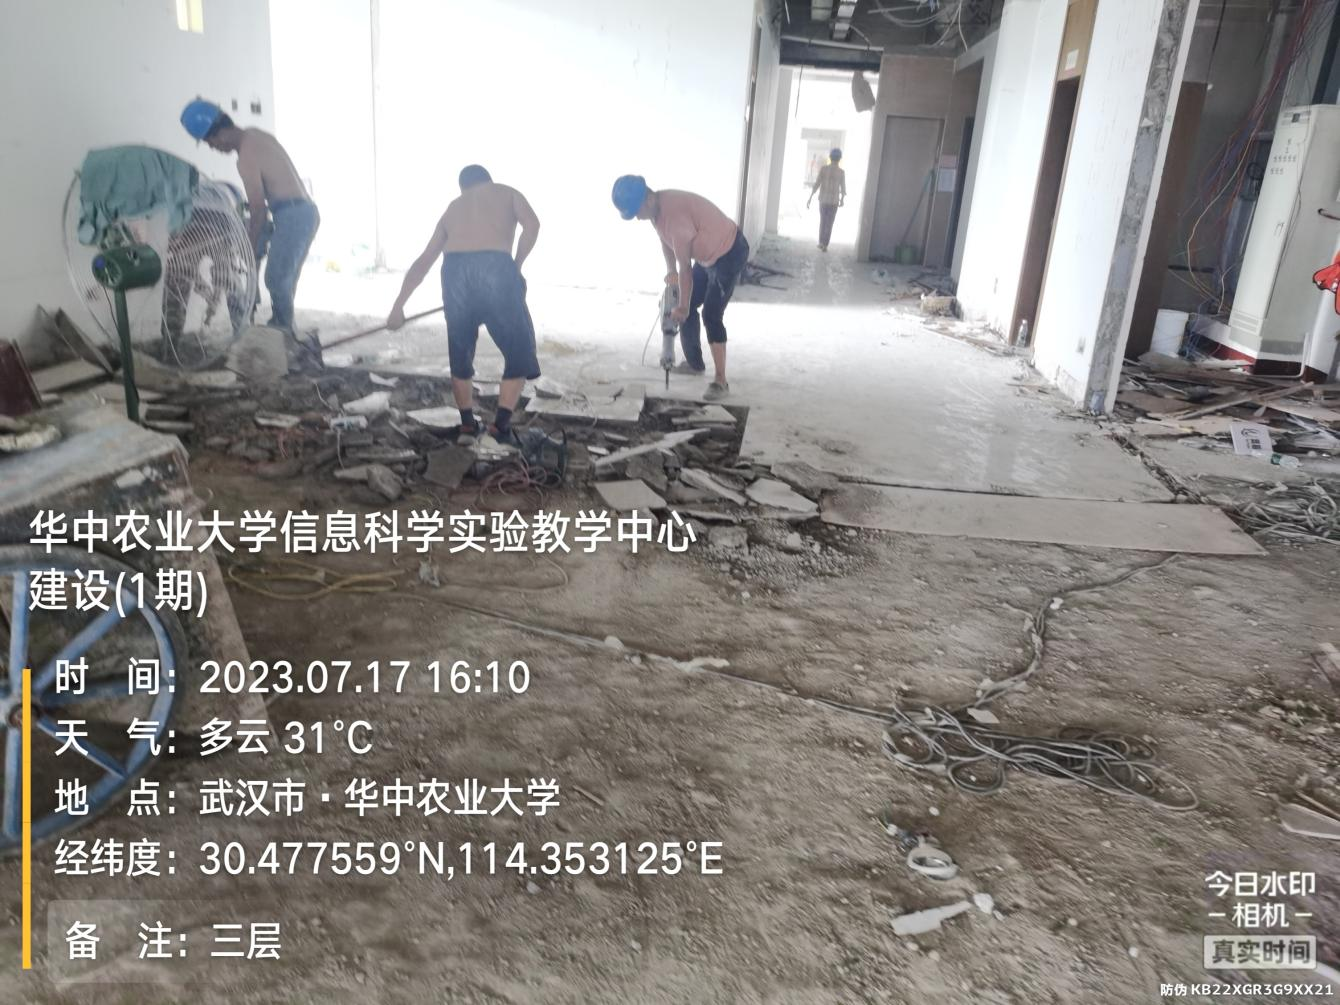 华中农业大学信息科学实验教学中心
建设(1期)
时 间：2023.07.17 16:10
天 气：多云 31°C
地 点：武汉市·华中农业大学
经纬度：30.477559°N,114.353125°E
备 注：三层
今日水印
-相机-
真实时间
防伪 KB22XGR3G9XX21